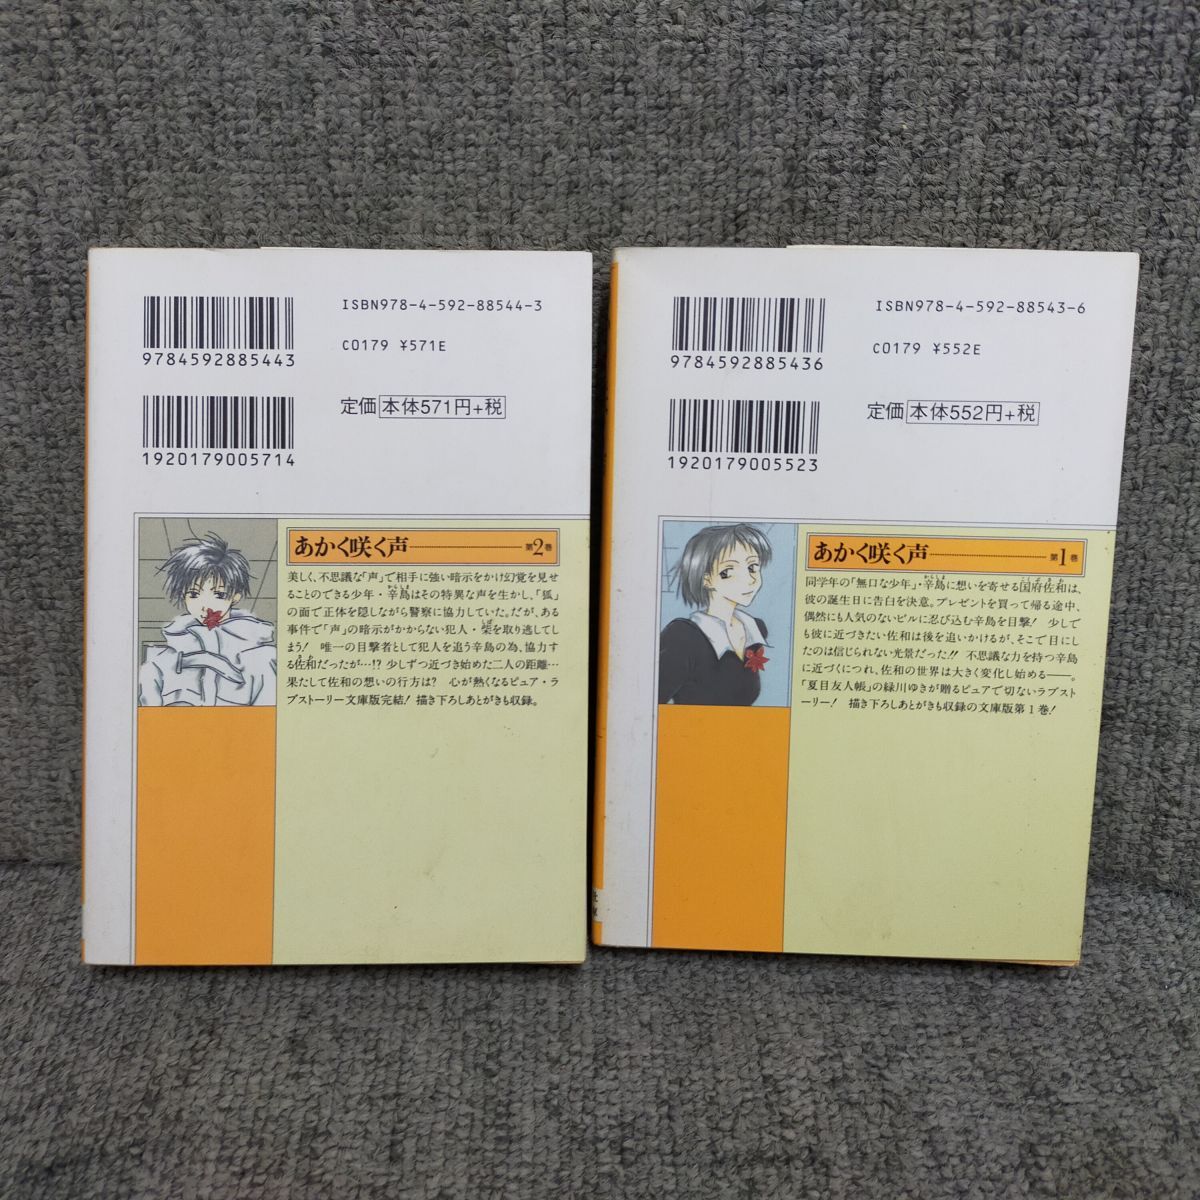 ISBN978-4-592-88544-3
9784592885443
C0179 ¥571E
定価 本体571円+税
1920179005714
あかく咲く声 第2巻
美しく、不思議な「声」で相手に強い暗示をかけ幻覚を見せ
ることのできる少年・辛島はその特異な声を生かし、「狐」
からしま
の面で正体を隠しながら警察に協力していた。だが、ある
事件で「声」の暗示がかからない犯人・柴を取り逃してし
しば
まう! 唯一の目撃者として犯人を追う辛島の為、協力す
る佐和だったが…!? 少しずつ近づき始めた二人の距離…
さわ
果たして佐和の想いの行方は? 心が熱くなるピュア・ラ
ブストーリー文庫版完結! 描き下ろしあとがきも収録。
ISBN978-4-592-88543-6
9784592885436
C0179 ¥552E
定価 本体552円+税
1920179005523
あかく咲く声 第1巻
同学年の「無口な少年」・辛島に想いを寄せる国府佐和は、
からしま
こくぶさわ
彼の誕生日に告白を決意。プレゼントを買って帰る途中、
偶然にも人気のないビルに忍び込む辛島を目撃! 少しで
も彼に近づきたい佐和は後を追いかけるが、そこで目にし
たのは信じられない光景だった!! 不思議な力を持つ辛島
に近づくにつれ、佐和の世界は大きく変化し始める――。
「夏目友人帳」の緑川ゆきが贈るピュアで切ないラブスト
ーリー! 描き下ろしあとがきも収録の文庫版第1巻!